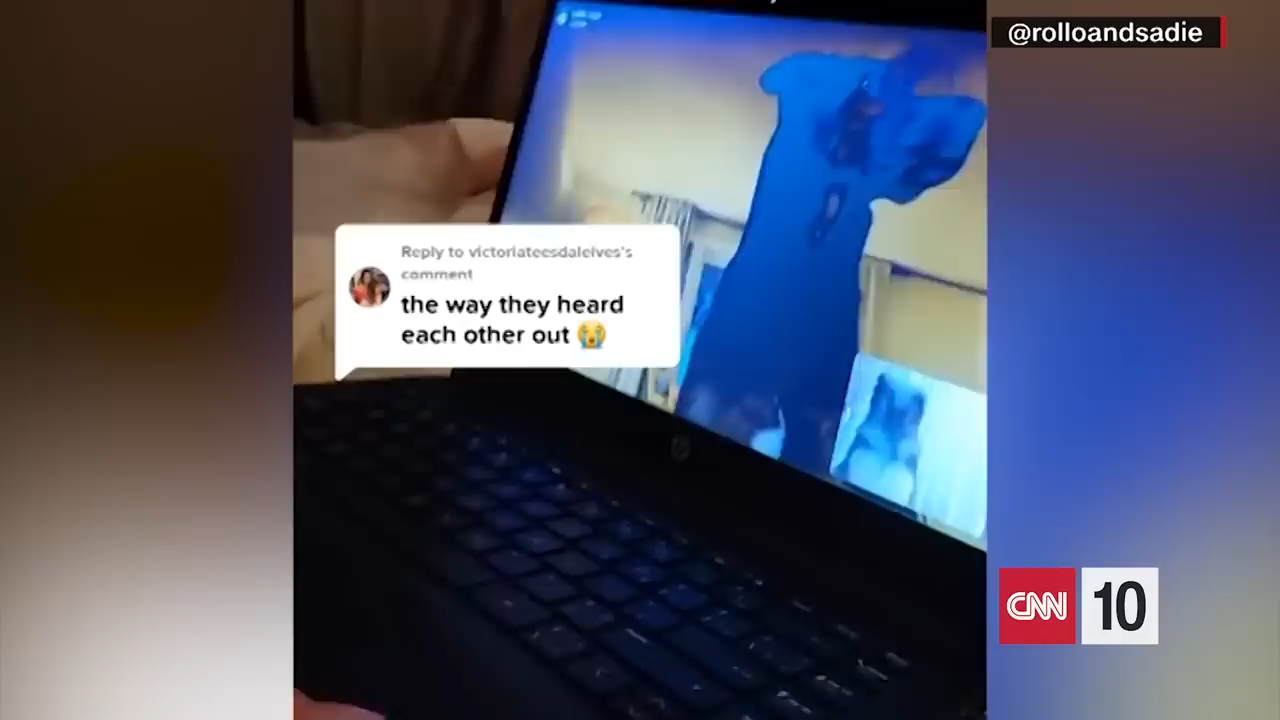 @rolloandsadie
Reply to victoriateesdaleives's
comment
the way they heard
each other out 😭
CNN 10